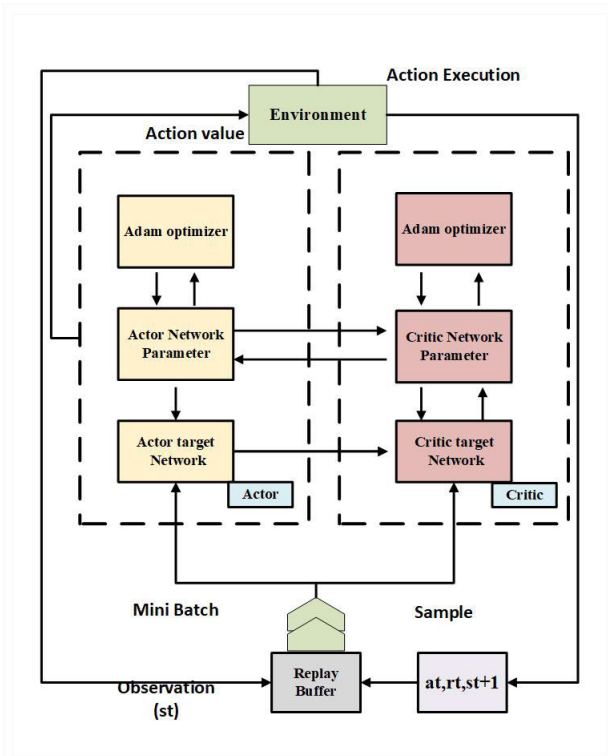 Action Execution
Environment
Action value
Adam optimizer
Adam optimizer
Actor Network
Parameter
Critic Network
Parameter
Actor target
Network
Critic target
Network
Actor
Critic
Mini Batch
Sample
Replay
Buffer
at,rt,st+1
Observation
(st)